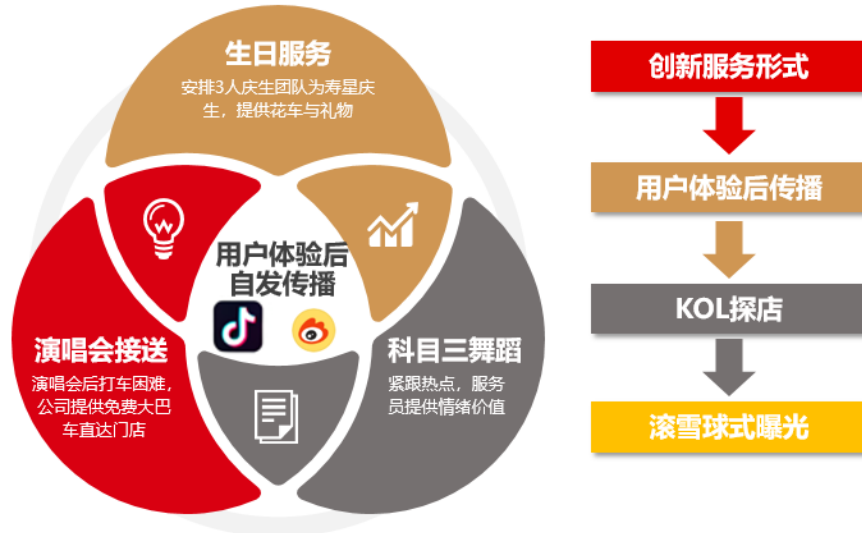 生日服务
安排3人庆生团队为寿星庆
生，提供花车与礼物
用户体验后
自发传播
演唱会接送
演唱会后打车困难，
公司提供免费大巴
车直达门店
科目三舞蹈
紧跟热点，服务
员提供情绪价值
创新服务形式
用户体验后传播
KOL探店
滚雪球式曝光